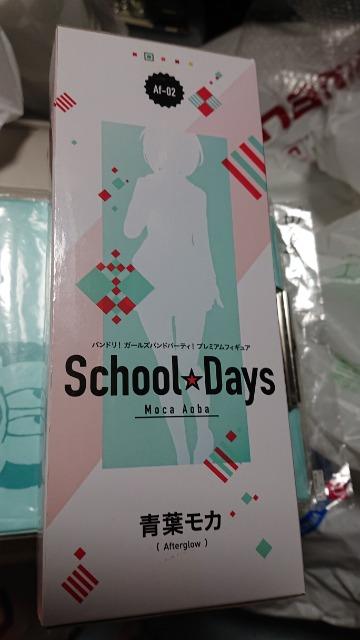 Af-02
バンドリ！ガールズバンドパーティ！プレミアムフィギュア
School★Days
Moca Aoba
青葉モカ
( Afterglow )